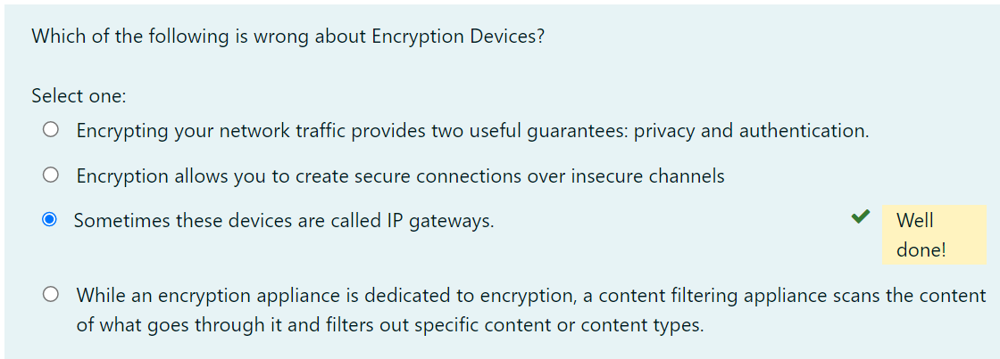 Which of the following is wrong about Encryption Devices?
Select one:
Encrypting your network traffic provides two useful guarantees: privacy and authentication.
Encryption allows you to create secure connections over insecure channels
Sometimes these devices are called IP gateways.
Well
done!
While an encryption appliance is dedicated to encryption, a content filtering appliance scans the content
of what goes through it and filters out specific content or content types.